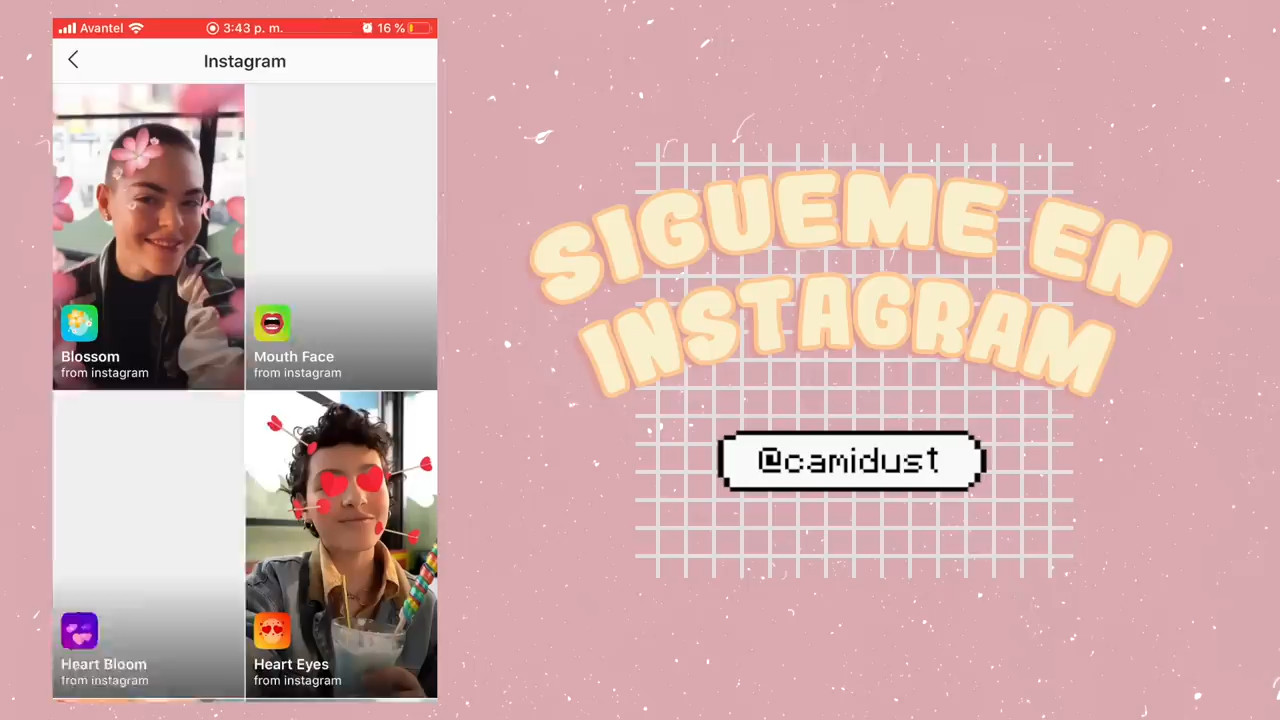 Avantel 3:43 p. m. 16 %
Instagram
Blossom
from instagram
Mouth Face
from instagram
Heart Bloom
from instagram
Heart Eyes
from instagram
SIGUEME EN
INSTAGRAM
@camidust